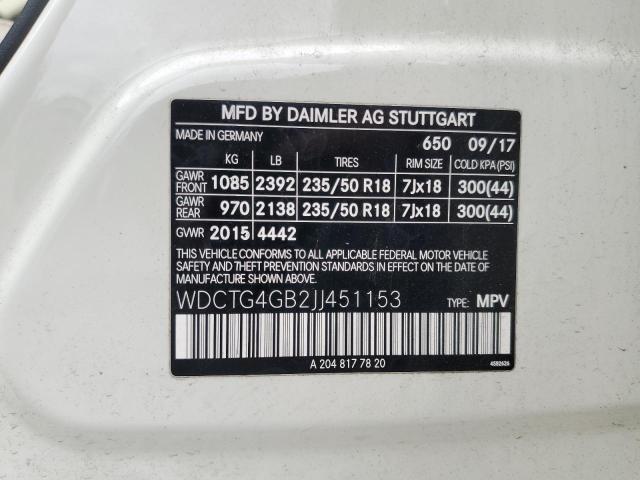 MFD BY DAIMLER AG STUTTGART
MADE IN GERMANY 650 09/17
KG LB TIRES RIM SIZE COLD KPA(PSI)
GAWR FRONT 1085 2392 235/50 R18 7Jx18 300(44)
GAWR REAR 970 2138 235/50 R18 7Jx18 300(44)
GVWR 2015 4442
THIS VEHICLE CONFORMS TO ALL APPLICABLE FEDERAL MOTOR VEHICLE
SAFETY, BUMPER, AND THEFT PREVENTION STANDARDS IN EFFECT ON DATE OF
MANUFACTURE SHOWN ABOVE.
WDCTG4GB2JJ451153 TYPE: MPV
A 204 817 78 20